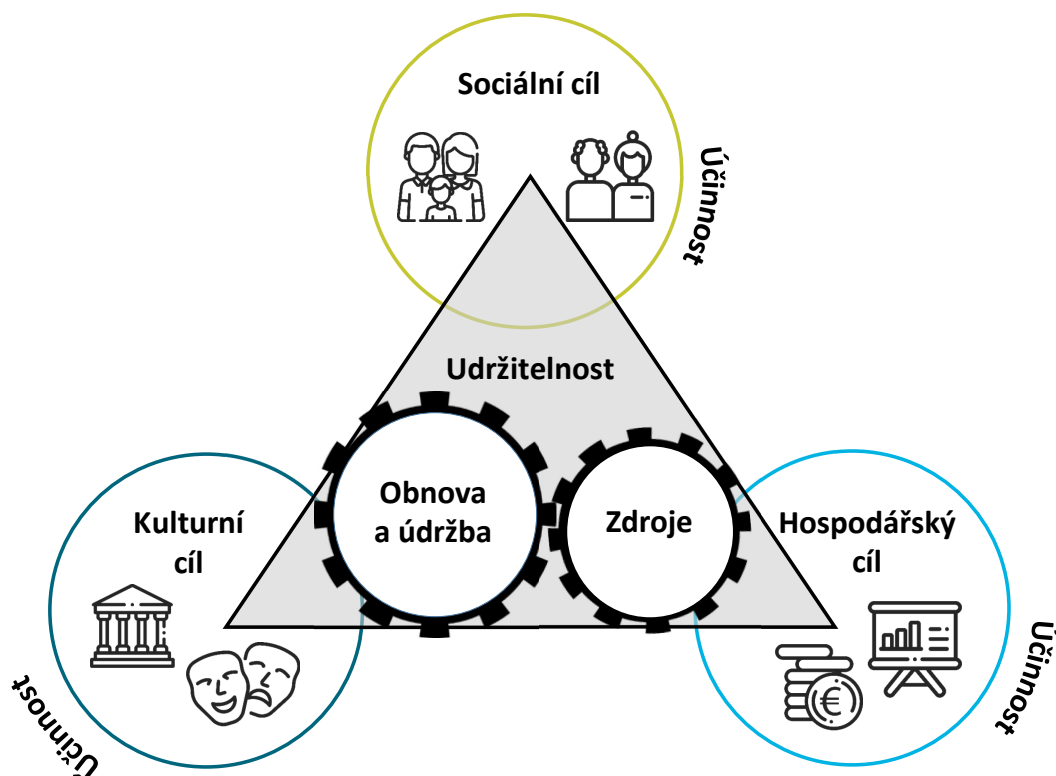 Sociální cíl
Účinnost
Udržitelnost
Obnova
a údržba
Zdroje
Kulturní
cíl
Hospodářský
cíl
€
Účinnost
Účinnost